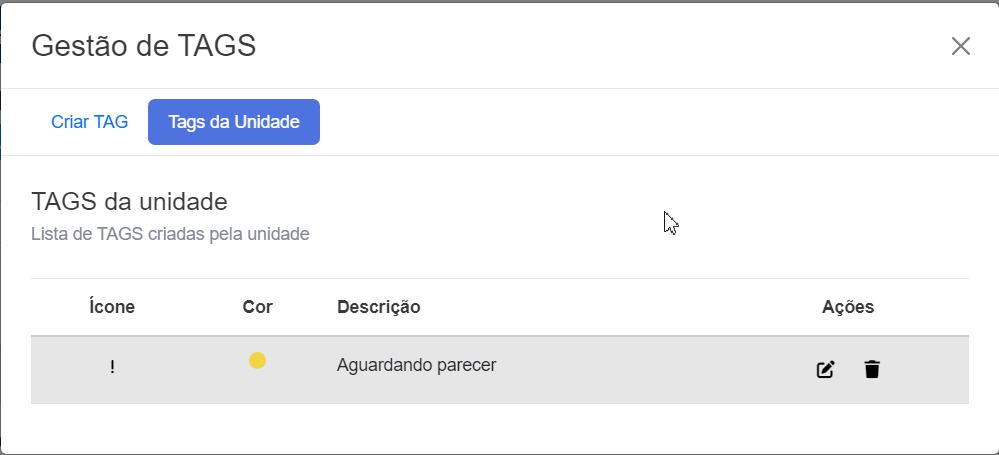 Gestão de TAGS
Criar TAG Tags da Unidade
TAGS da unidade
Lista de TAGS criadas pela unidade
Ícone Cor Descrição Ações
! Aguardando parecer